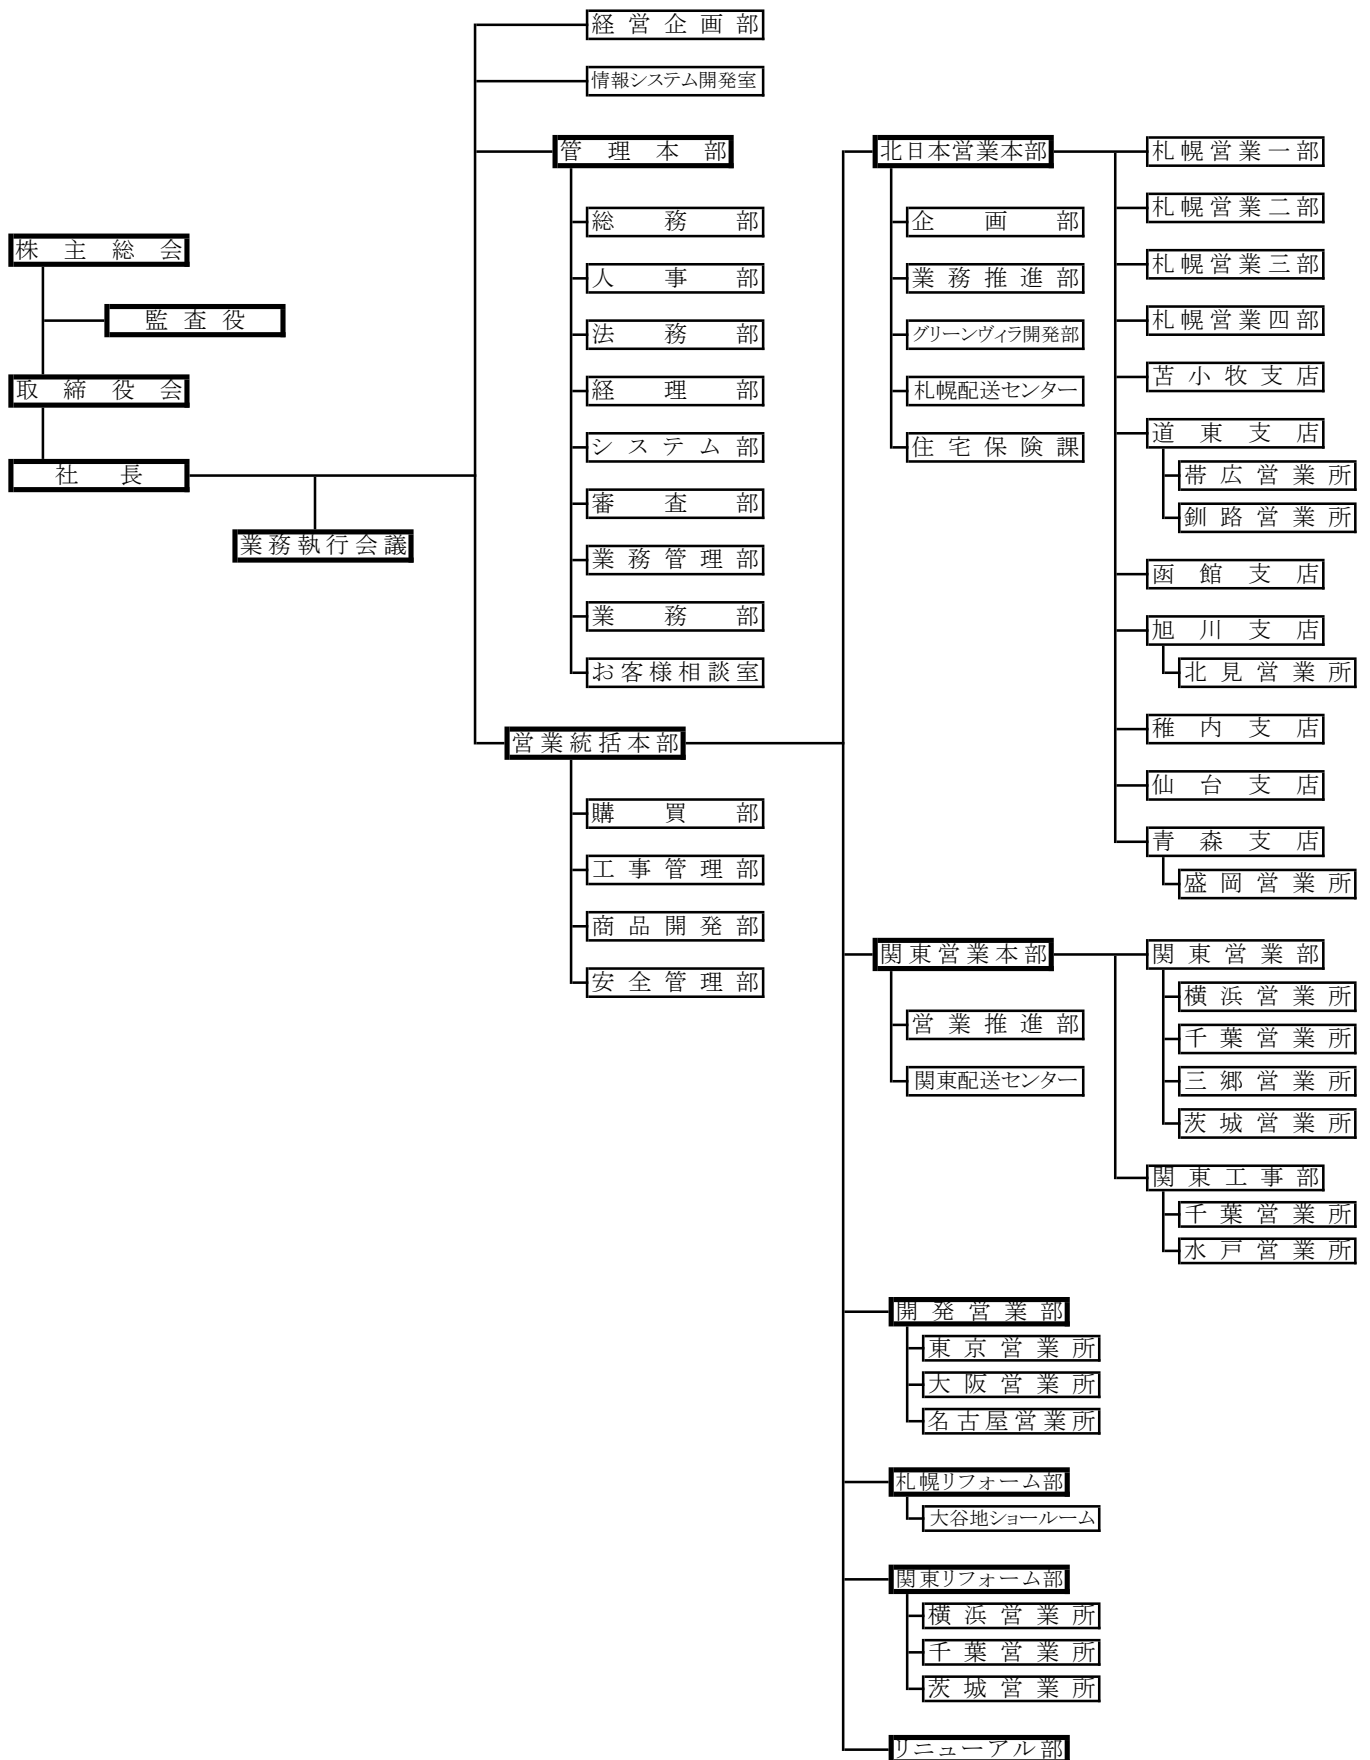 経営企画部
情報システム開発室
管理本部
総務部
人事部
法務部
経理部
システム部
審査部
業務管理部
業務部
お客様相談室
株主総会
監査役
取締役会
社長
業務執行会議
営業統括本部
購買部
工事管理部
商品開発部
安全管理部
北日本営業本部
企画部
業務推進部
グリーンヴィラ開発部
札幌配送センター
住宅保険課
札幌営業一部
札幌営業二部
札幌営業三部
札幌営業四部
苫小牧支店
道東支店
帯広営業所
釧路営業所
函館支店
旭川支店
北見営業所
稚内支店
仙台支店
青森支店
盛岡営業所
関東営業本部
営業推進部
関東配送センター
関東営業部
横浜営業所
千葉営業所
三郷営業所
茨城営業所
関東工事部
千葉営業所
水戸営業所
開発営業部
東京営業所
大阪営業所
名古屋営業所
札幌リフォーム部
大谷地ショールーム
関東リフォーム部
横浜営業所
千葉営業所
茨城営業所
リニューアル部